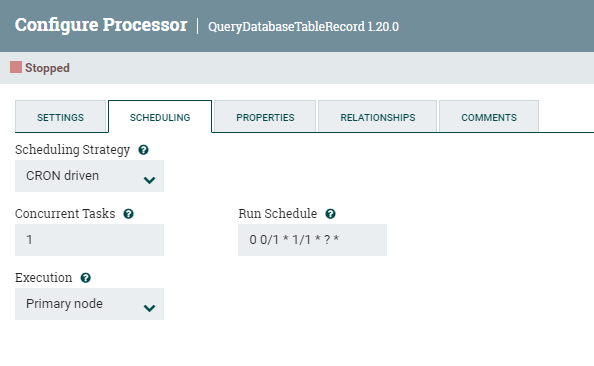 Configure Processor | QueryDatabaseTableRecord 1.20.0
Stopped
SETTINGS SCHEDULING PROPERTIES RELATIONSHIPS COMMENTS
Scheduling Strategy ?
CRON driven
Concurrent Tasks ? Run Schedule ?
1 0 0/1 * 1/1 * ? *
Execution ?
Primary node